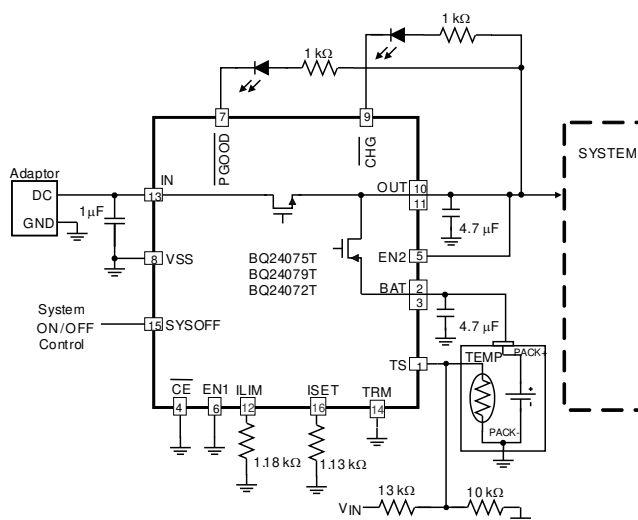 1 kΩ
1 kΩ
7
9
PGOOD
CHG
SYSTEM
Adaptor
DC
GND
IN
13
1μF
OUT
10
11
4.7 μF
8
VSS
BQ24075T
BQ24079T
BQ24072T
EN2
5
BAT
2
3
4.7 μF
System
ON/OFF
Control
15
SYSOFF
TS
1
TEMP
PACK+
+
-
PACK-
CE
EN1
ILIM
ISET
TRM
4
6
12
16
14
1.18 kΩ
1.13 kΩ
VIN
13 kΩ
10 kΩ